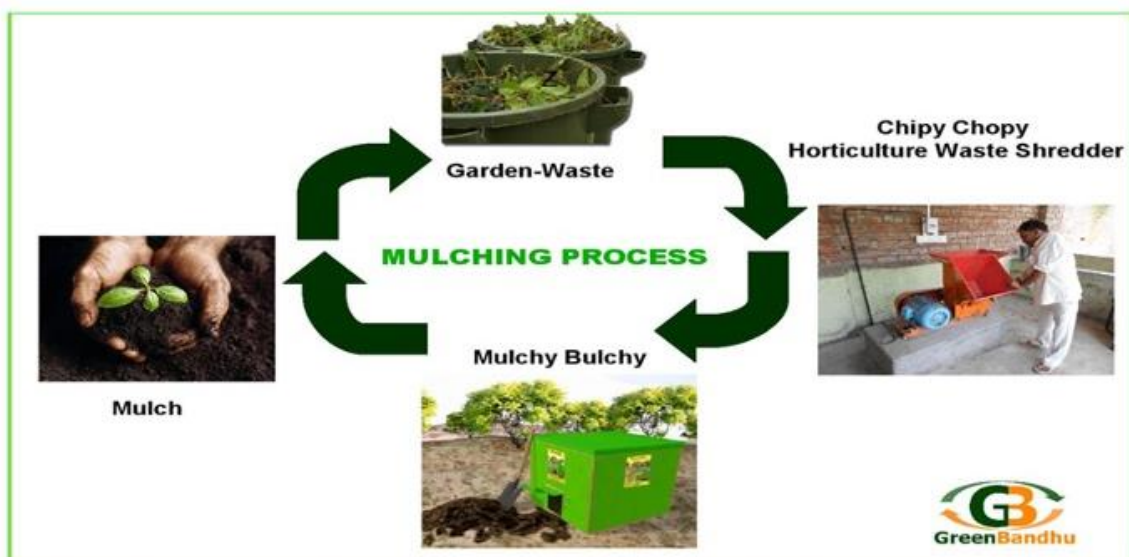 Garden-Waste
Chipy Chopy
Horticulture Waste Shredder
MULCHING PROCESS
Mulchy Bulchy
Mulch
GB
GreenBandhu